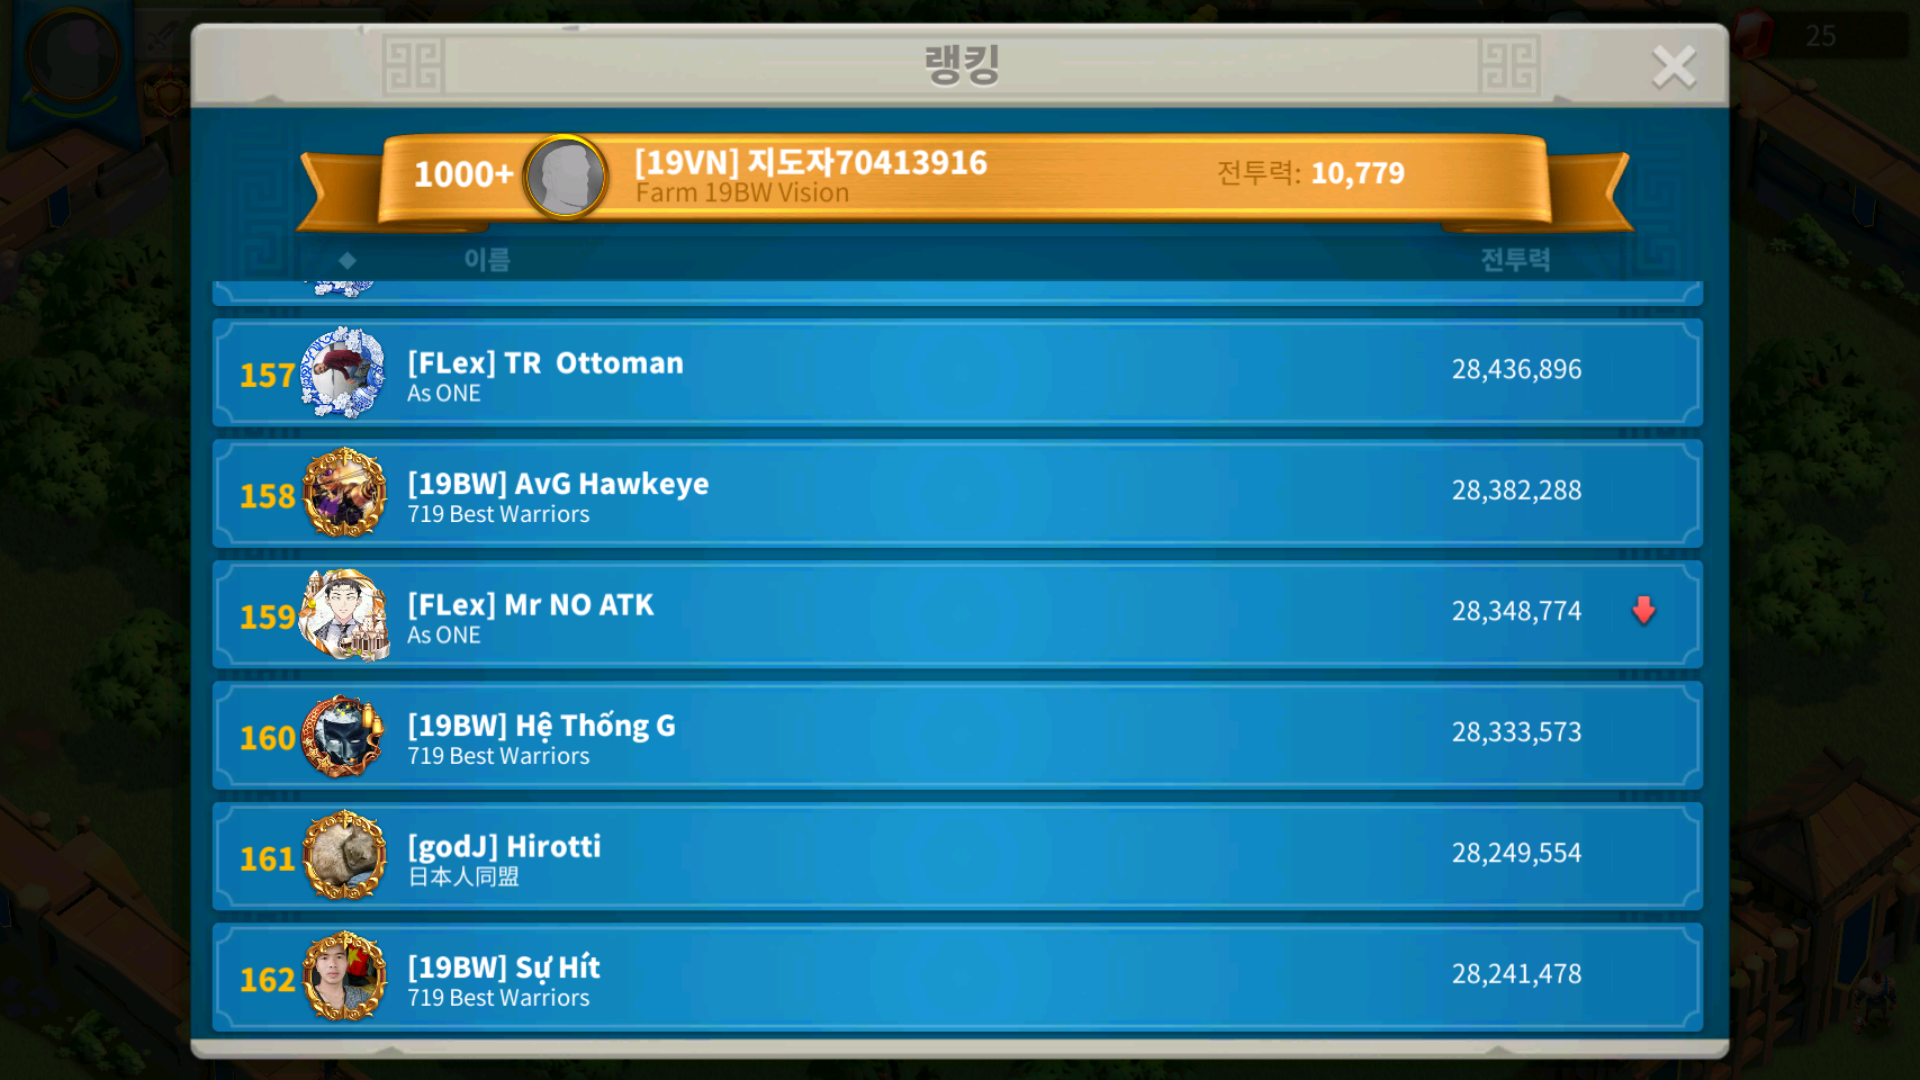 랭킹
25
1000+
[19VN] 지도자70413916
Farm 19BW Vision
전투력: 10,779
이름
전투력
157
[FLex] TR  Ottoman
As ONE
28,436,896
158
[19BW] AvG Hawkeye
719 Best Warriors
28,382,288
159
[FLex] Mr NO ATK
As ONE
28,348,774
160
[19BW] Hệ Thống G
719 Best Warriors
28,333,573
161
[godJ] Hirotti
日本人同盟
28,249,554
162
[19BW] Sự Hít
719 Best Warriors
28,241,478